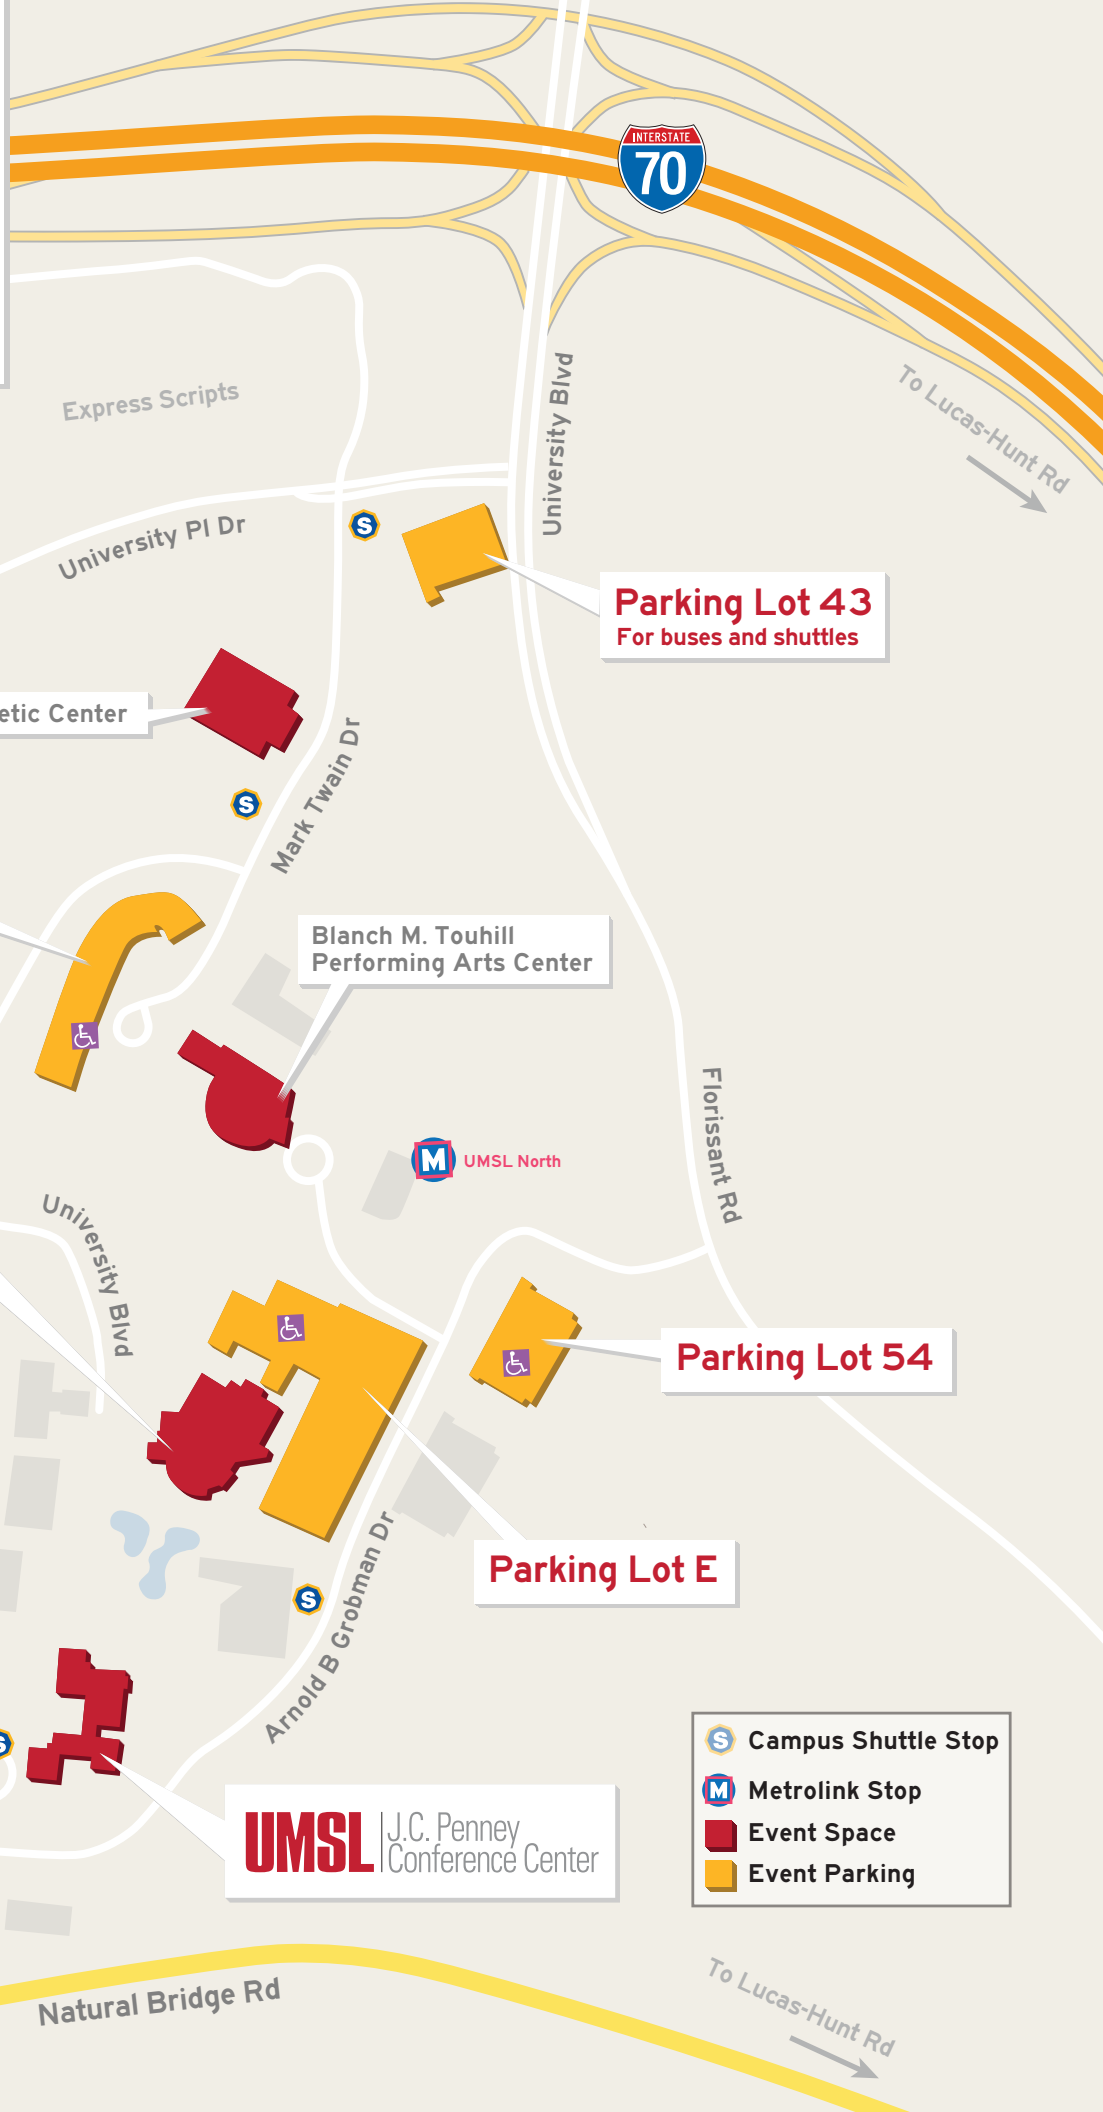 INTERSTATE
70
To Lucas-Hunt Rd
Express Scripts
University Blvd
University Pl Dr
S
Parking Lot 43
For buses and shuttles
etic Center
Mark Twain Dr
S
Blanch M. Touhill
Performing Arts Center
Florissant Rd
M UMSL North
University Blvd
Parking Lot 54
Parking Lot E
Arnold B Grobman Dr
S
S
UMSL
J.C. Penney
Conference Center
S Campus Shuttle Stop
M Metrolink Stop
Event Space
Event Parking
Natural Bridge Rd
To Lucas-Hunt Rd